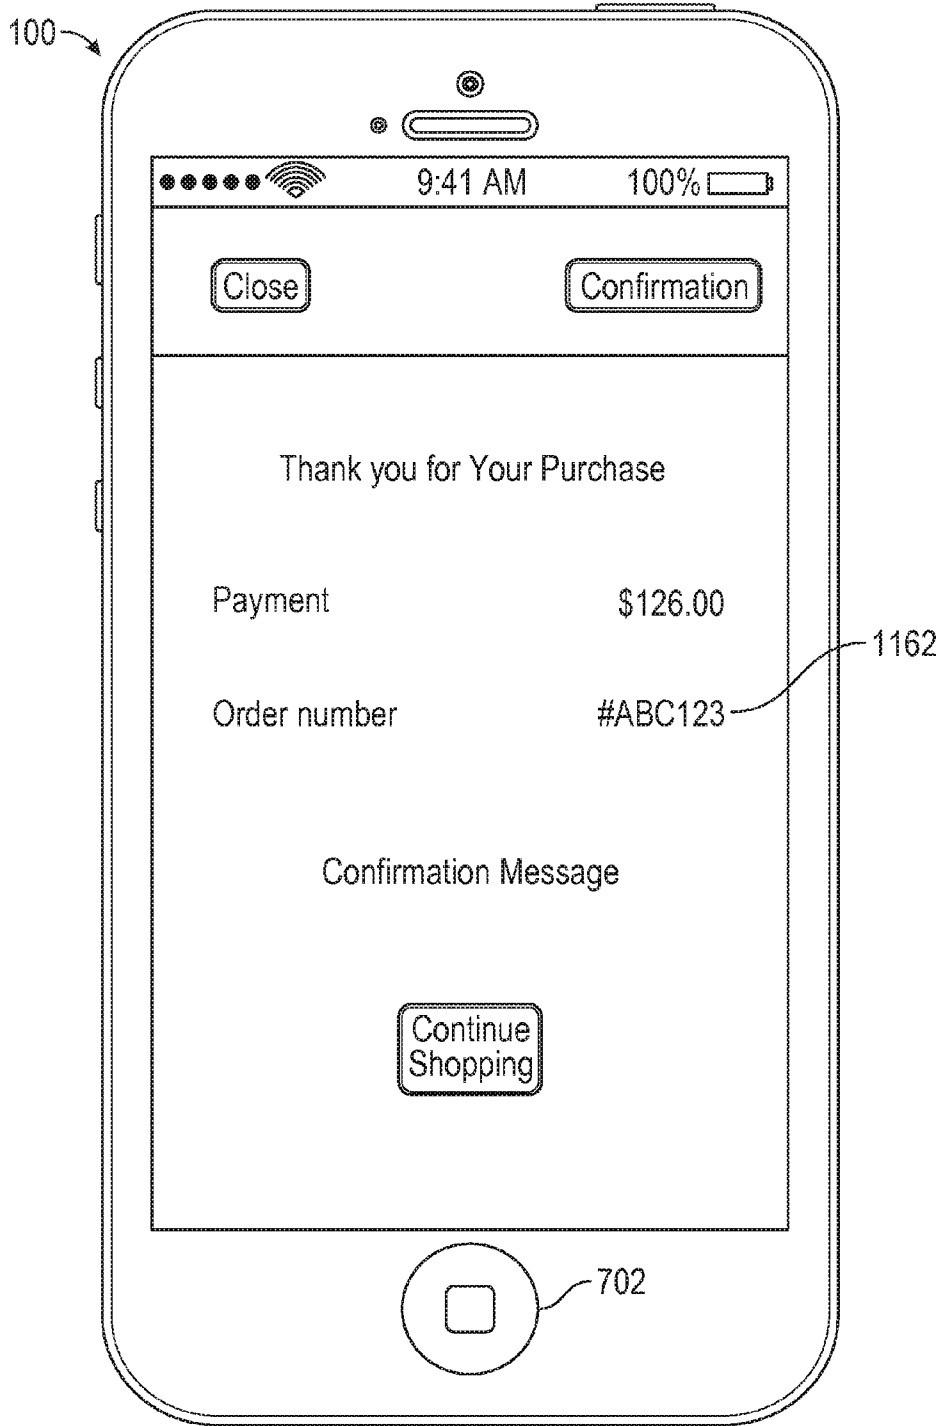 100
9:41 AM 100%
Close Confirmation
Thank you for Your Purchase
Payment $126.00
1162
Order number #ABC123
Confirmation Message
Continue
Shopping
702